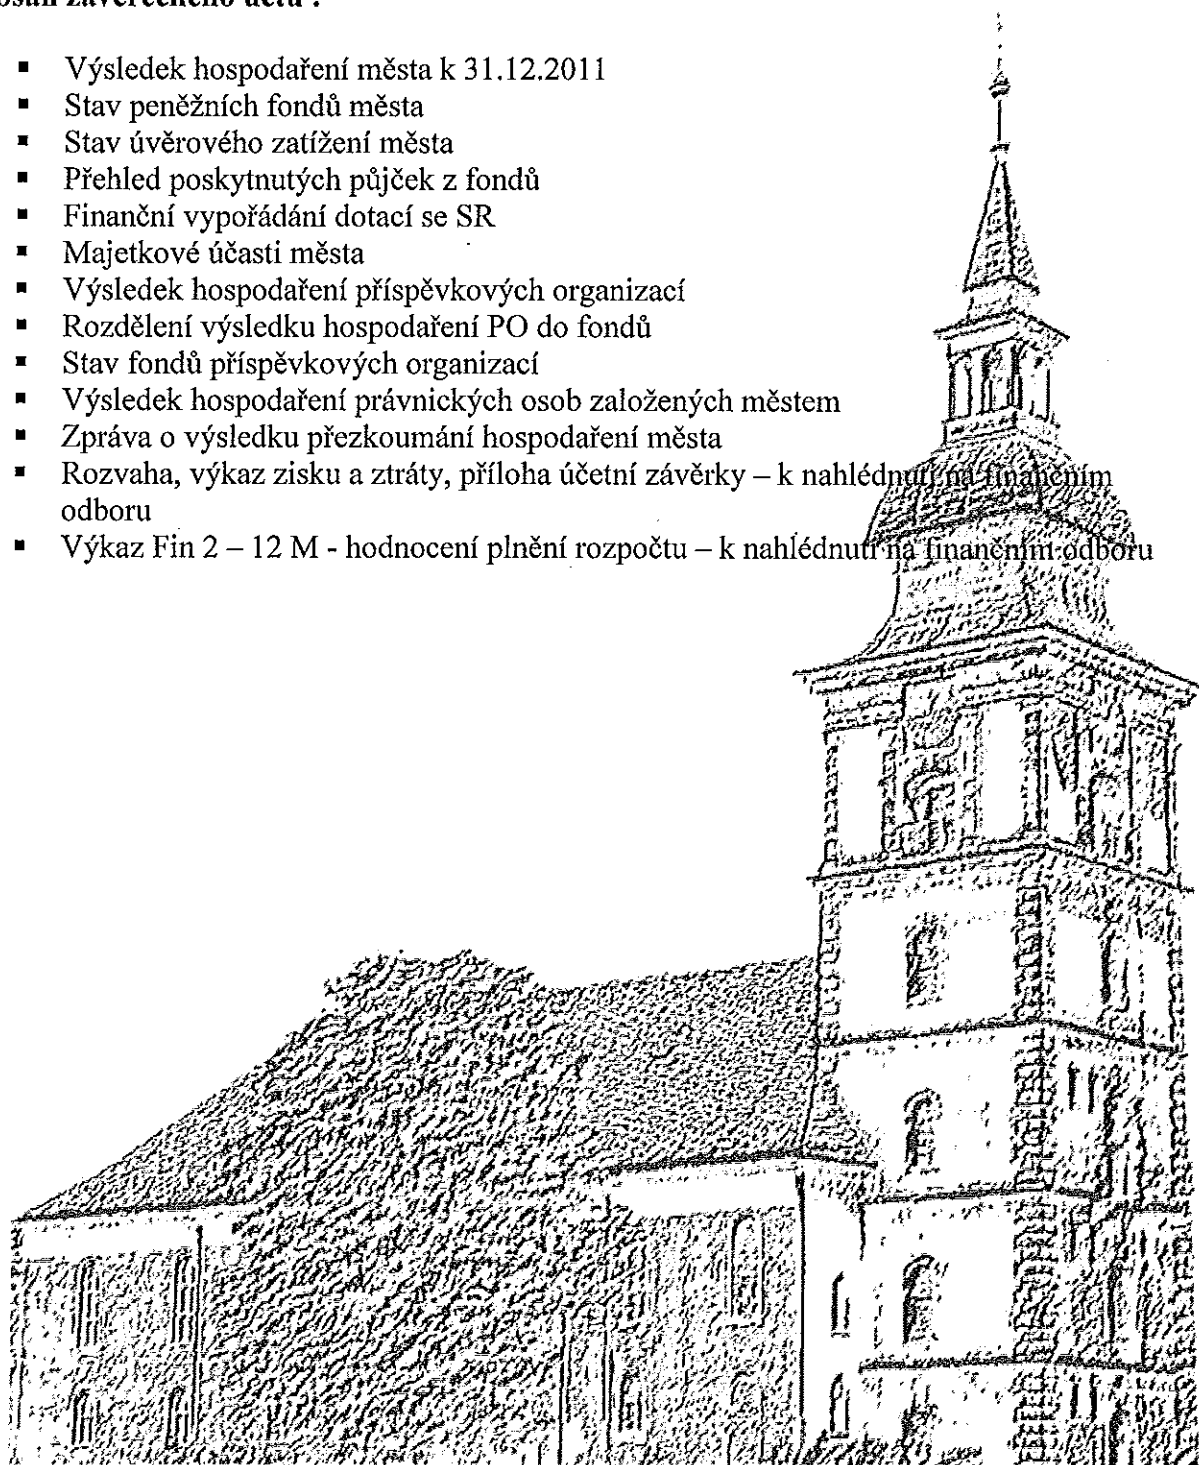 závěrečného účtu :
▪ Výsledek hospodaření města k 31.12.2011
▪ Stav peněžních fondů města
▪ Stav úvěrového zatížení města
▪ Přehled poskytnutých půjček z fondů
▪ Finanční vypořádání dotací se SR
▪ Majetkové účasti města
▪ Výsledek hospodaření příspěvkových organizací
▪ Rozdělení výsledku hospodaření PO do fondů
▪ Stav fondů příspěvkových organizací
▪ Výsledek hospodaření právnických osob založených městem
▪ Zpráva o výsledku přezkoumání hospodaření města
▪ Rozvaha, výkaz zisku a ztráty, příloha účetní závěrky – k nahlédnutí na finančním
odboru
▪ Výkaz Fin 2 – 12 M - hodnocení plnění rozpočtu – k nahlédnutí na finančním odboru